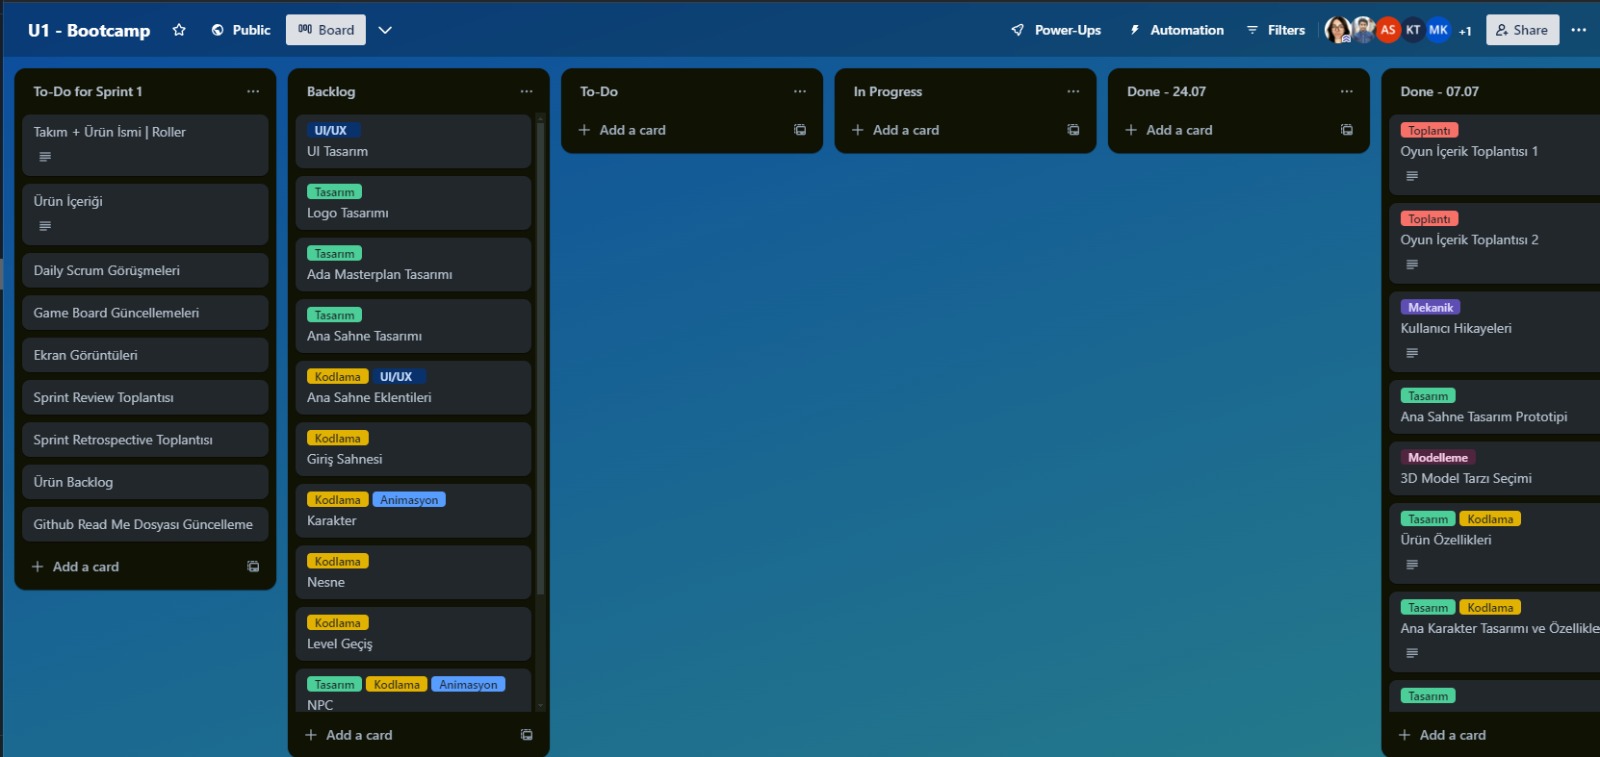 U1 - Bootcamp Public Board Power-Ups Automation Filters AS KT MK +1 Share
To-Do for Sprint 1
Takım + Ürün İsmi | Roller
Ürün İçeriği
Daily Scrum Görüşmeleri
Game Board Güncellemeleri
Ekran Görüntüleri
Sprint Review Toplantısı
Sprint Retrospective Toplantısı
Ürün Backlog
Github Read Me Dosyası Güncelleme
+ Add a card
Backlog
UI/UX
UI Tasarım
Tasarım
Logo Tasarımı
Tasarım
Ada Masterplan Tasarımı
Tasarım
Ana Sahne Tasarımı
Kodlama UI/UX
Ana Sahne Eklentileri
Kodlama
Giriş Sahnesi
Kodlama Animasyon
Karakter
Kodlama
Nesne
Kodlama
Level Geçiş
Tasarım Kodlama Animasyon
NPC
+ Add a card
To-Do
+ Add a card
In Progress
+ Add a card
Done - 24.07
+ Add a card
Done - 07.07
Toplantı
Oyun İçerik Toplantısı 1
Toplantı
Oyun İçerik Toplantısı 2
Mekanik
Kullanıcı Hikayeleri
Tasarım
Ana Sahne Tasarım Prototipi
Modelleme
3D Model Tarzı Seçimi
Tasarım Kodlama
Ürün Özellikleri
Tasarım Kodlama
Ana Karakter Tasarımı ve Özellikle
Tasarım
+ Add a card